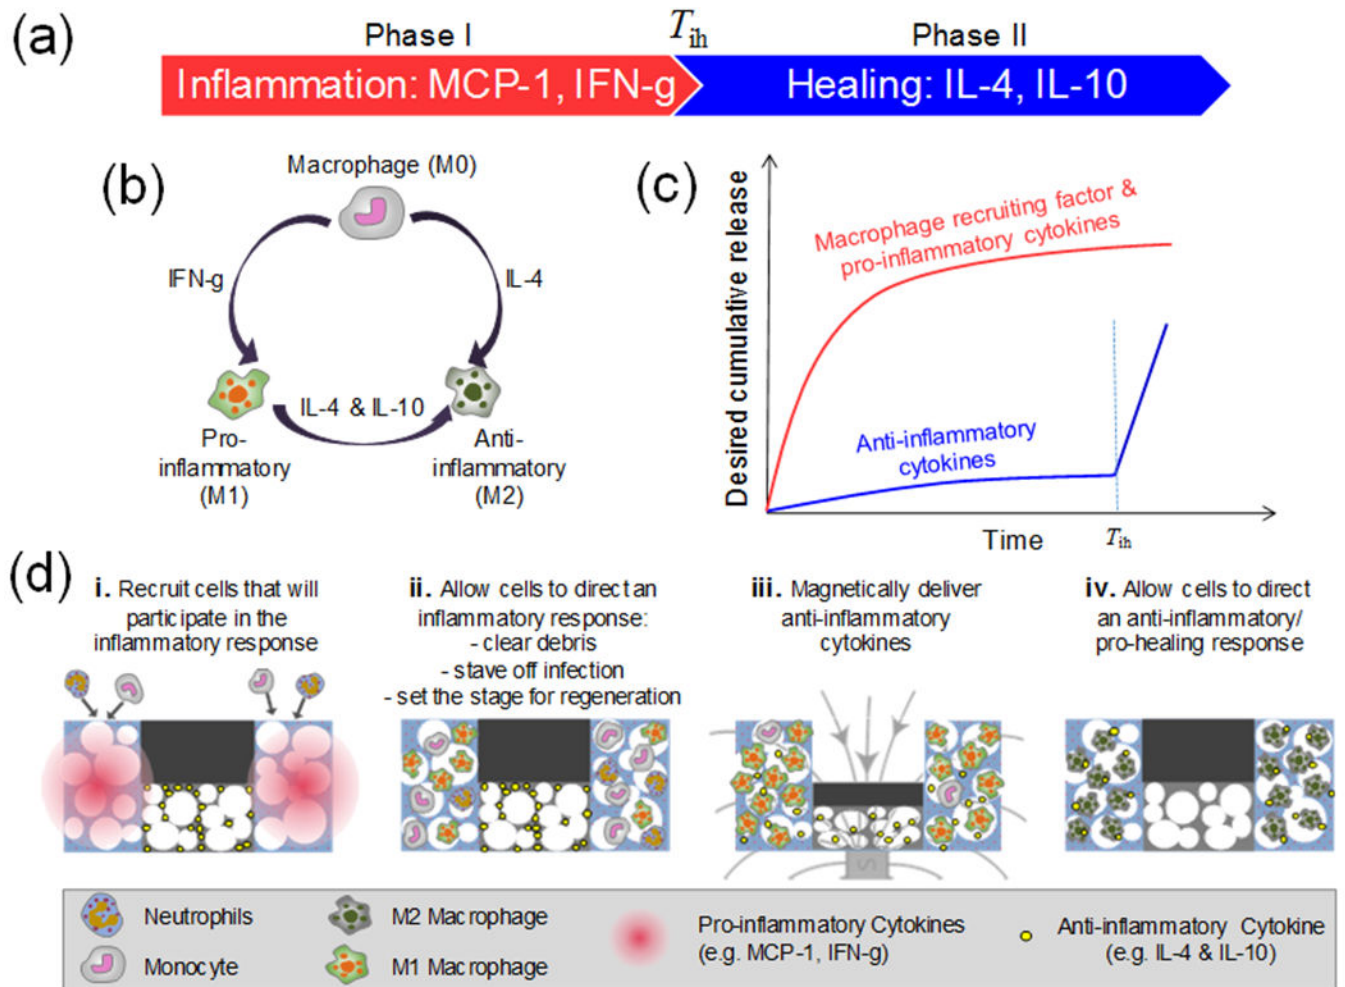 (a)
Phase I
T_ih
Phase II
Inflammation: MCP-1, IFN-g
Healing: IL-4, IL-10
(b)
Macrophage (M0)
IFN-g
IL-4
IL-4 & IL-10
Pro-
inflammatory
(M1)
Anti-
inflammatory
(M2)
(c)
Desired cumulative release
Macrophage recruiting factor &
pro-inflammatory cytokines
Anti-inflammatory
cytokines
Time
T_ih
(d)
i. Recruit cells that will
participate in the
inflammatory response
ii. Allow cells to direct an
inflammatory response:
- clear debris
- stave off infection
- set the stage for regeneration
iii. Magnetically deliver
anti-inflammatory
cytokines
S
iv. Allow cells to direct
an anti-inflammatory/
pro-healing response
Neutrophils
Monocyte
M2 Macrophage
M1 Macrophage
Pro-inflammatory Cytokines
(e.g. MCP-1, IFN-g)
Anti-inflammatory Cytokine
(e.g. IL-4 & IL-10)